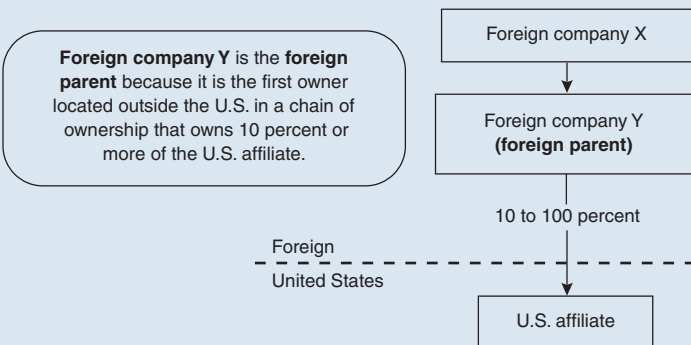 Foreign company Y is the foreign
parent because it is the first owner
located outside the U.S. in a chain of
ownership that owns 10 percent or
more of the U.S. affiliate.
Foreign company X
Foreign company Y
(foreign parent)
10 to 100 percent
Foreign
United States
U.S. affiliate